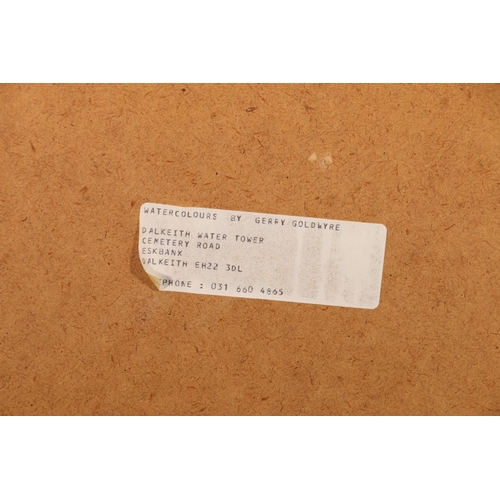 WATERCOLOURS BY GERRY GOLDWYRE
DALKEITH WATER TOWER
CEMETERY ROAD
ESKBANK
DALKEITH EH22 3DL
PHONE : 031 660 4865